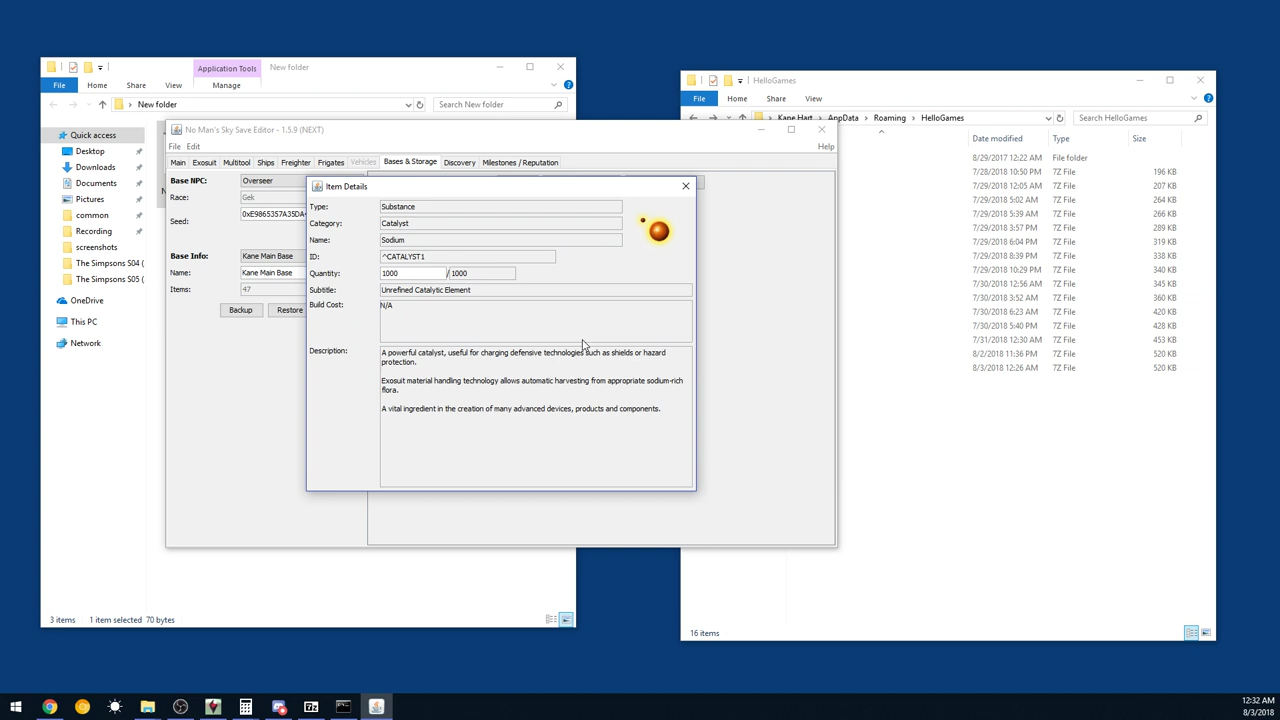 Application Tools
New folder
File
Home
Share
View
Manage
New folder
Search New folder
Quick access
Desktop
Downloads
Documents
Pictures
common
Recording
screenshots
The Simpsons S04 (
The Simpsons S05 (
OneDrive
This PC
Network
3 items
1 item selected 70 bytes
No Man's Sky Save Editor - 1.5.9 (NEXT)
File Edit
Help
Main
Exosuit
Multitool
Ships
Freighter
Frigates
Vehicles
Bases & Storage
Discovery
Milestones / Reputation
Base NPC:
Overseer
Race:
Gek
Seed:
Base Info:
Kane Main Base
Name:
Kane Main Base
Items:
47
Backup
Restore
Item Details
Type:
Substance
Category:
Catalyst
Name:
Sodium
ID:
^CATALYST1
Quantity:
1000
/ 1000
Subtitle:
Unrefined Catalytic Element
Build Cost:
N/A
Description:
A powerful catalyst, useful for charging defensive technologies such as shields or hazard
protection.
Exosuit material handling technology allows automatic harvesting from appropriate sodium-rich
flora.
A vital ingredient in the creation of many advanced devices, products and components.
HelloGames
File
Home
Share
View
Kane Hart
AppData
Roaming
HelloGames
Search HelloGames
Date modified
Type
Size
8/29/2017 12:22 AM File folder
7/28/2018 10:50 PM 7Z File 196 KB
7/29/2018 12:05 AM 7Z File 207 KB
7/29/2018 5:02 AM 7Z File 264 KB
7/29/2018 5:39 AM 7Z File 266 KB
7/29/2018 3:57 PM 7Z File 289 KB
7/29/2018 6:04 PM 7Z File 319 KB
7/29/2018 8:39 PM 7Z File 338 KB
7/29/2018 10:29 PM 7Z File 340 KB
7/30/2018 12:56 AM 7Z File 345 KB
7/30/2018 3:52 AM 7Z File 360 KB
7/30/2018 6:23 AM 7Z File 420 KB
7/30/2018 5:40 PM 7Z File 428 KB
7/31/2018 12:30 AM 7Z File 453 KB
8/2/2018 11:36 PM 7Z File 520 KB
8/3/2018 12:26 AM 7Z File 520 KB
16 items
7z
12:32 AM
8/3/2018